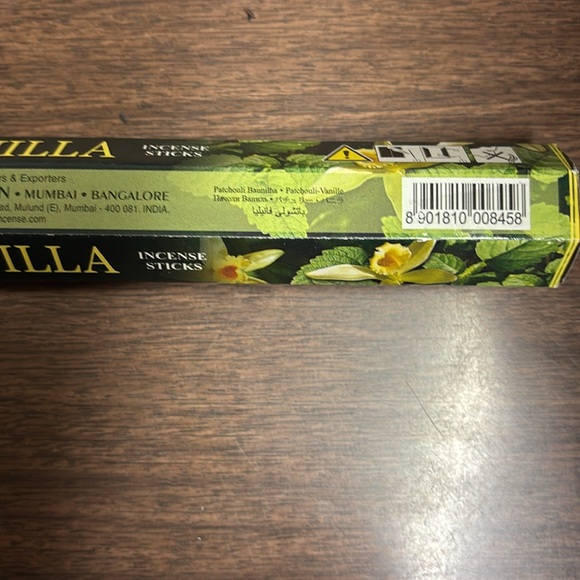 ILLA INCENSE
STICKS
rs & Exporters
N • MUMBAI • BANGALORE
ad, Mulund (E), Mumbai - 400 081. INDIA.
ncense.com
Patchouli Baunilha • Patchouli-Vanille
باتشولي فانيليا
8 901810 008458
ILLA INCENSE
STICKS